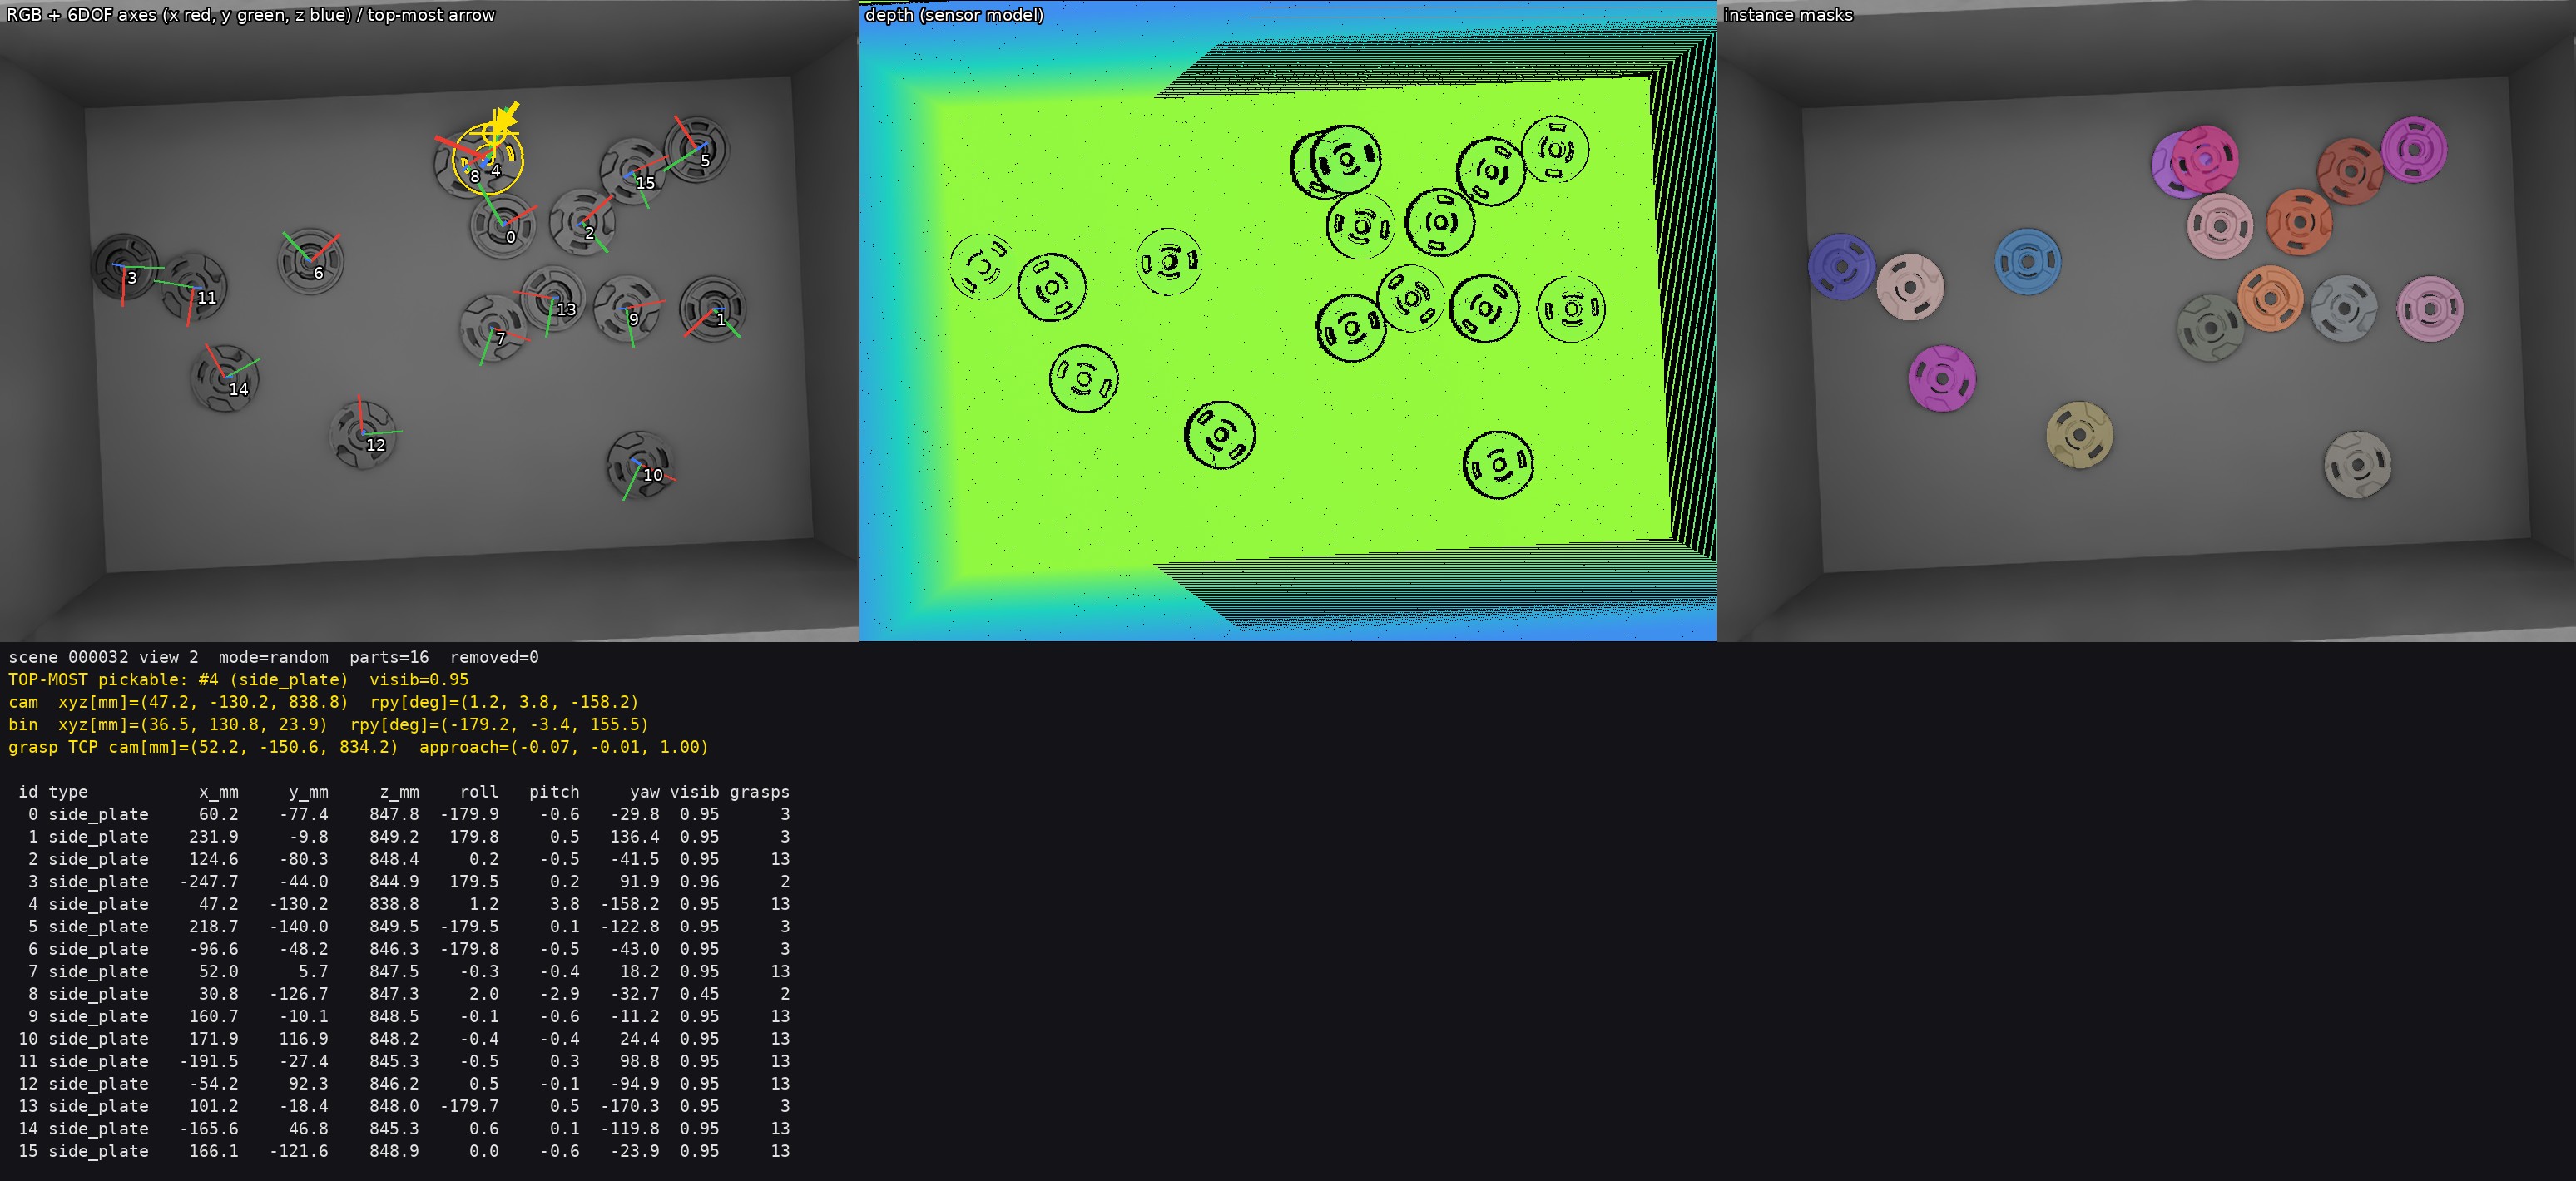 RGB + 6DOF axes (x red, y green, z blue) / top-most arrow
depth (sensor model)
instance masks
5
4
8
15
0
2
3
6
11
13
9
1
7
14
12
10
scene 000032 view 2  mode=random  parts=16  removed=0
TOP-MOST pickable: #4 (side_plate)  visib=0.95
cam  xyz[mm]=(47.2, -130.2, 838.8)  rpy[deg]=(1.2, 3.8, -158.2)
bin  xyz[mm]=(36.5, 130.8, 23.9)  rpy[deg]=(-179.2, -3.4, 155.5)
grasp TCP cam[mm]=(52.2, -150.6, 834.2)  approach=(-0.07, -0.01, 1.00)
id type x_mm y_mm z_mm roll pitch yaw visib grasps
0 side_plate 60.2 -77.4 847.8 -179.9 -0.6 -29.8 0.95 3
1 side_plate 231.9 -9.8 849.2 179.8 0.5 136.4 0.95 3
2 side_plate 124.6 -80.3 848.4 0.2 -0.5 -41.5 0.95 13
3 side_plate -247.7 -44.0 844.9 179.5 0.2 91.9 0.96 2
4 side_plate 47.2 -130.2 838.8 1.2 3.8 -158.2 0.95 13
5 side_plate 218.7 -140.0 849.5 -179.5 0.1 -122.8 0.95 3
6 side_plate -96.6 -48.2 846.3 -179.8 -0.5 -43.0 0.95 3
7 side_plate 52.0 5.7 847.5 -0.3 -0.4 18.2 0.95 13
8 side_plate 30.8 -126.7 847.3 2.0 -2.9 -32.7 0.45 2
9 side_plate 160.7 -10.1 848.5 -0.1 -0.6 -11.2 0.95 13
10 side_plate 171.9 116.9 848.2 -0.4 -0.4 24.4 0.95 13
11 side_plate -191.5 -27.4 845.3 -0.5 0.3 98.8 0.95 13
12 side_plate -54.2 92.3 846.2 0.5 -0.1 -94.9 0.95 13
13 side_plate 101.2 -18.4 848.0 -179.7 0.5 -170.3 0.95 3
14 side_plate -165.6 46.8 845.3 0.6 0.1 -119.8 0.95 13
15 side_plate 166.1 -121.6 848.9 0.0 -0.6 -23.9 0.95 13